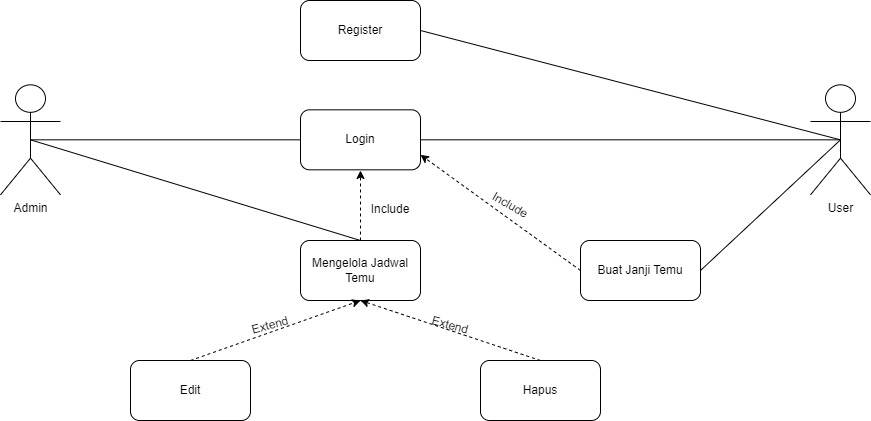 Register
Login
Admin
User
Include
Include
Mengelola Jadwal
Temu
Buat Janji Temu
Extend
Extend
Edit
Hapus